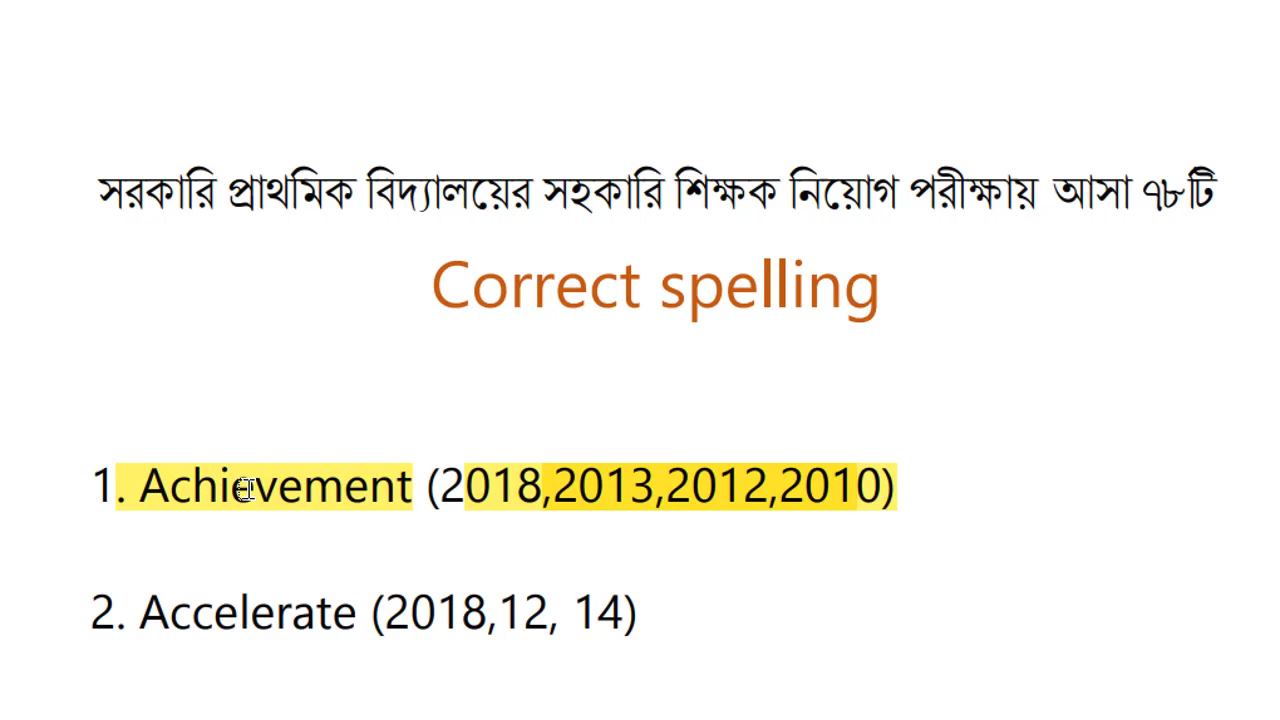 সরকারি প্রাথমিক বিদ্যালয়ের সহকারি শিক্ষক নিয়োগ পরীক্ষায় আসা ৭৮টি
Correct spelling
1. Achievement (2018,2013,2012,2010)
2. Accelerate (2018,12, 14)